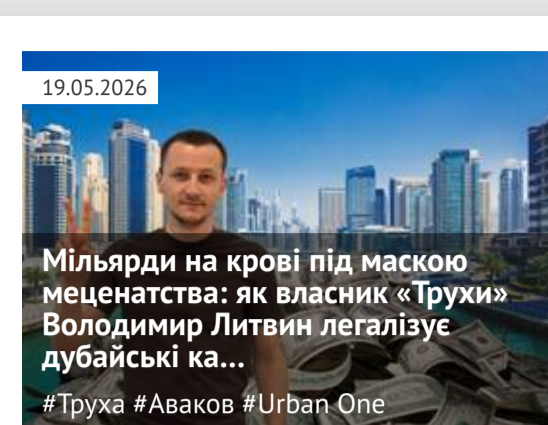 19.05.2026
Мільярди на крові під маскою
меценатства: як власник «Трухи»
Володимир Литвин легалізує
дубайські ка...
#Труха #Аваков #Urban One